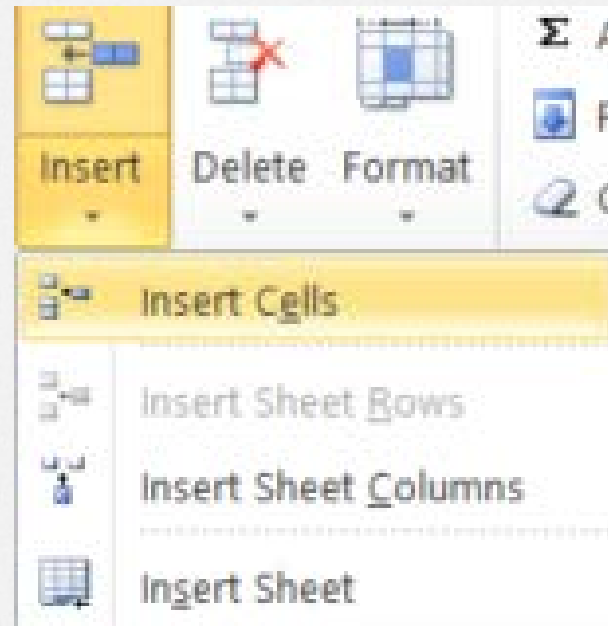 Insert Delete Format
Σ
Insert Cells
Insert Sheet Rows
Insert Sheet Columns
Insert Sheet